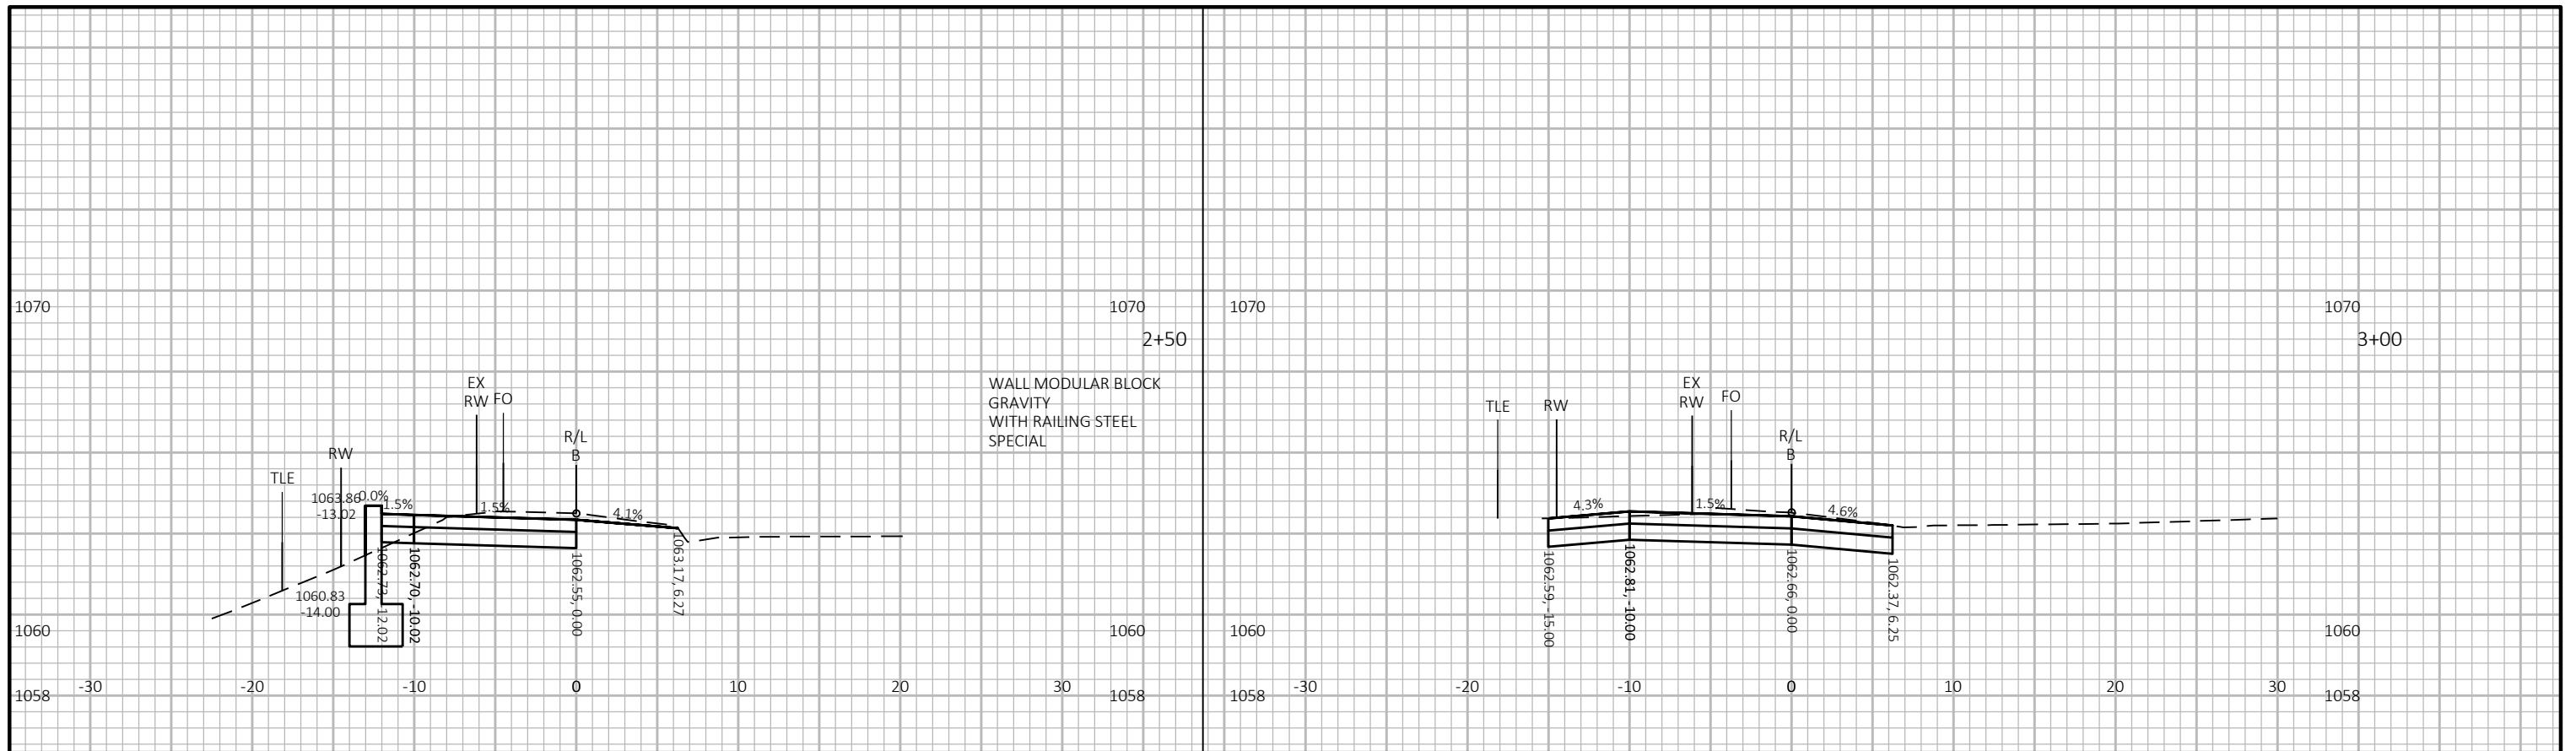 1070
1070
1070
1070
2+50
3+00
EX
RW
FO
WALL MODULAR BLOCK
GRAVITY
WITH RAILING STEEL
SPECIAL
R/L
B
RW
TLE
1063.86
-13.02
0.0%
1.5%
1.5%
4.1%
1060.83
-14.00
1062.73, -12.02
1062.70, -10.02
1062.55, 0.00
1063.17, 6.27
TLE
RW
EX
RW
FO
R/L
B
4.3%
1.5%
4.6%
1062.59, -15.00
1062.81, -10.00
1062.66, 0.00
1062.37, 6.25
1060
1060
1060
1060
1058
-30
-20
-10
0
10
20
30
1058
1058
-30
-20
-10
0
10
20
30
1058